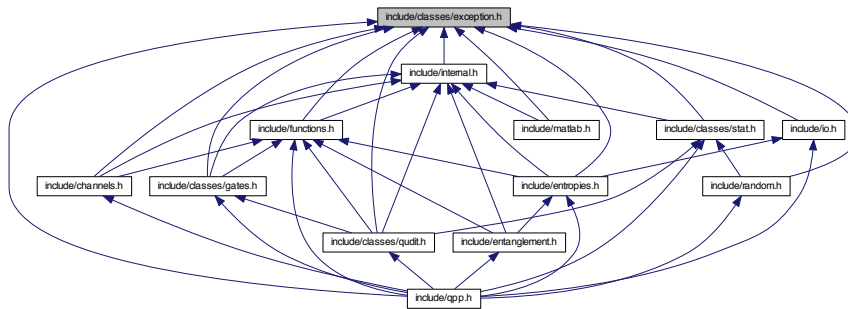 include/classes/exception.h
include/internal.h
include/functions.h
include/matlab.h
include/classes/stat.h
include/io.h
include/channels.h
include/classes/gates.h
include/entropies.h
include/random.h
include/classes/qudit.h
include/entanglement.h
include/qpp.h